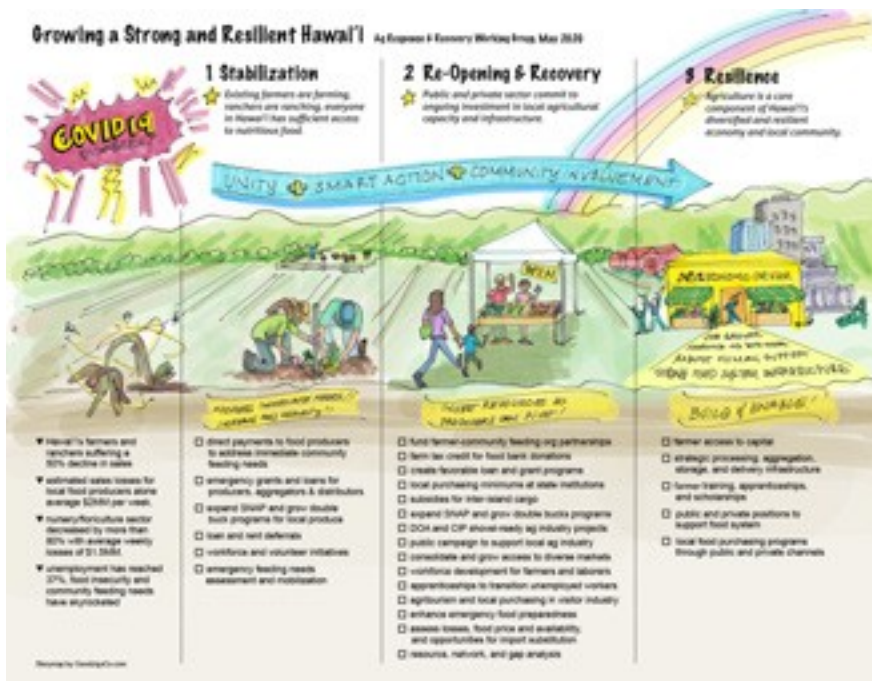 Growing a Strong and Resilient Hawai'i Ag Response & Recovery Working Group, May 2020
COVID19
1 Stabilization
Existing farmers are farming,
ranchers are ranching, everyone
in Hawai'i has sufficient access
to nutritious food.
2 Re-Opening & Recovery
Public and private sector commit to
ongoing investment in local agricultural
capacity and infrastructure.
3 Resilience
Agriculture is a core
component of Hawai'i's
diversified and resilient
economy and local community.
UNITY SMART ACTION COMMUNITY INVOLVEMENT
OPEN FOOD SYSTEM INFRASTRUCTURE
BUILD & ENABLE!
Hawai'i's farmers and
ranchers suffering a
50% decline in sales
estimated sales losses for
local food producers alone
average $2MM per week.
nursery/floriculture sector
decreased by more than
80% with average weekly
losses of $1.5MM.
unemployment has reached
37%, food insecurity and
community feeding needs
have skyrocketed
direct payments to food producers
to address immediate community
feeding needs
emergency grants and loans for
producers, aggregators & distributors
expand SNAP and grow double
buck programs for local produce
loan and rent deferrals
workforce and volunteer initiatives
emergency feeding needs
assessment and mobilization
fund farmer-community feeding org partnerships
farm tax credit for food bank donations
create favorable loan and grant programs
local purchasing minimums at state institutions
subsidies for inter-island cargo
expand SNAP and grow double bucks programs
DOA and CIP shovel-ready ag industry projects
public campaign to support local ag industry
consolidate and grow access to diverse markets
workforce development for farmers and laborers
apprenticeships to transition unemployed workers
agritourism and local purchasing in visitor industry
enhance emergency food preparedness
assess losses, food price and availability,
and opportunities for import substitution
resource, network, and gap analysis
farmer access to capital
strategic processing, aggregation,
storage, and delivery infrastructure
farmer training, apprenticeships,
and scholarships
public and private positions to
support food system
local food purchasing programs
through public and private channels